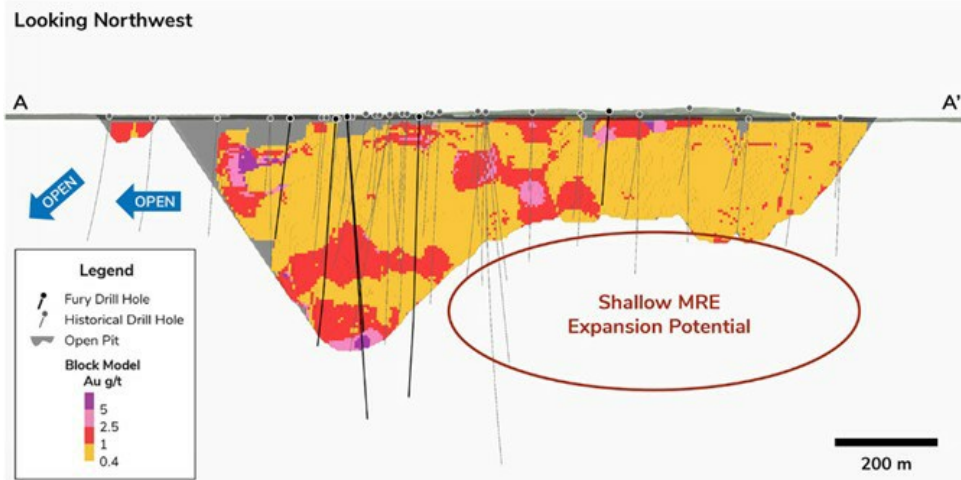 Looking Northwest
A
A'
OPEN
OPEN
Shallow MRE
Expansion Potential
Legend
Fury Drill Hole
Historical Drill Hole
Open Pit
Block Model
Au g/t
5
2.5
1
0.4
200 m